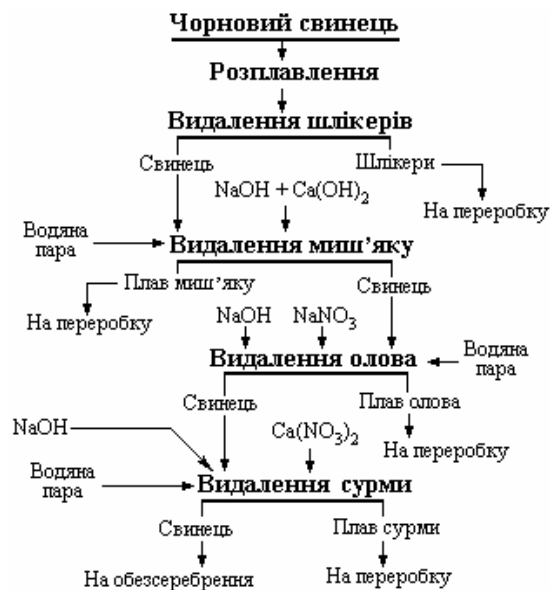 Чорновий свинець
Розплавлення
Видалення шлікерів
Свинець
Шлікери
NaOH + Ca(OH)2
На переробку
Водяна
пара
Видалення миш’яку
Плав миш’яку
Свинець
На переробку
NaOH NaNO3
Видалення олова
Водяна
пара
Свинець
Плав олова
NaOH
Ca(NO3)2
На переробку
Водяна
пара
Видалення сурми
Свинець
Плав сурми
На обезсеребрення
На переробку